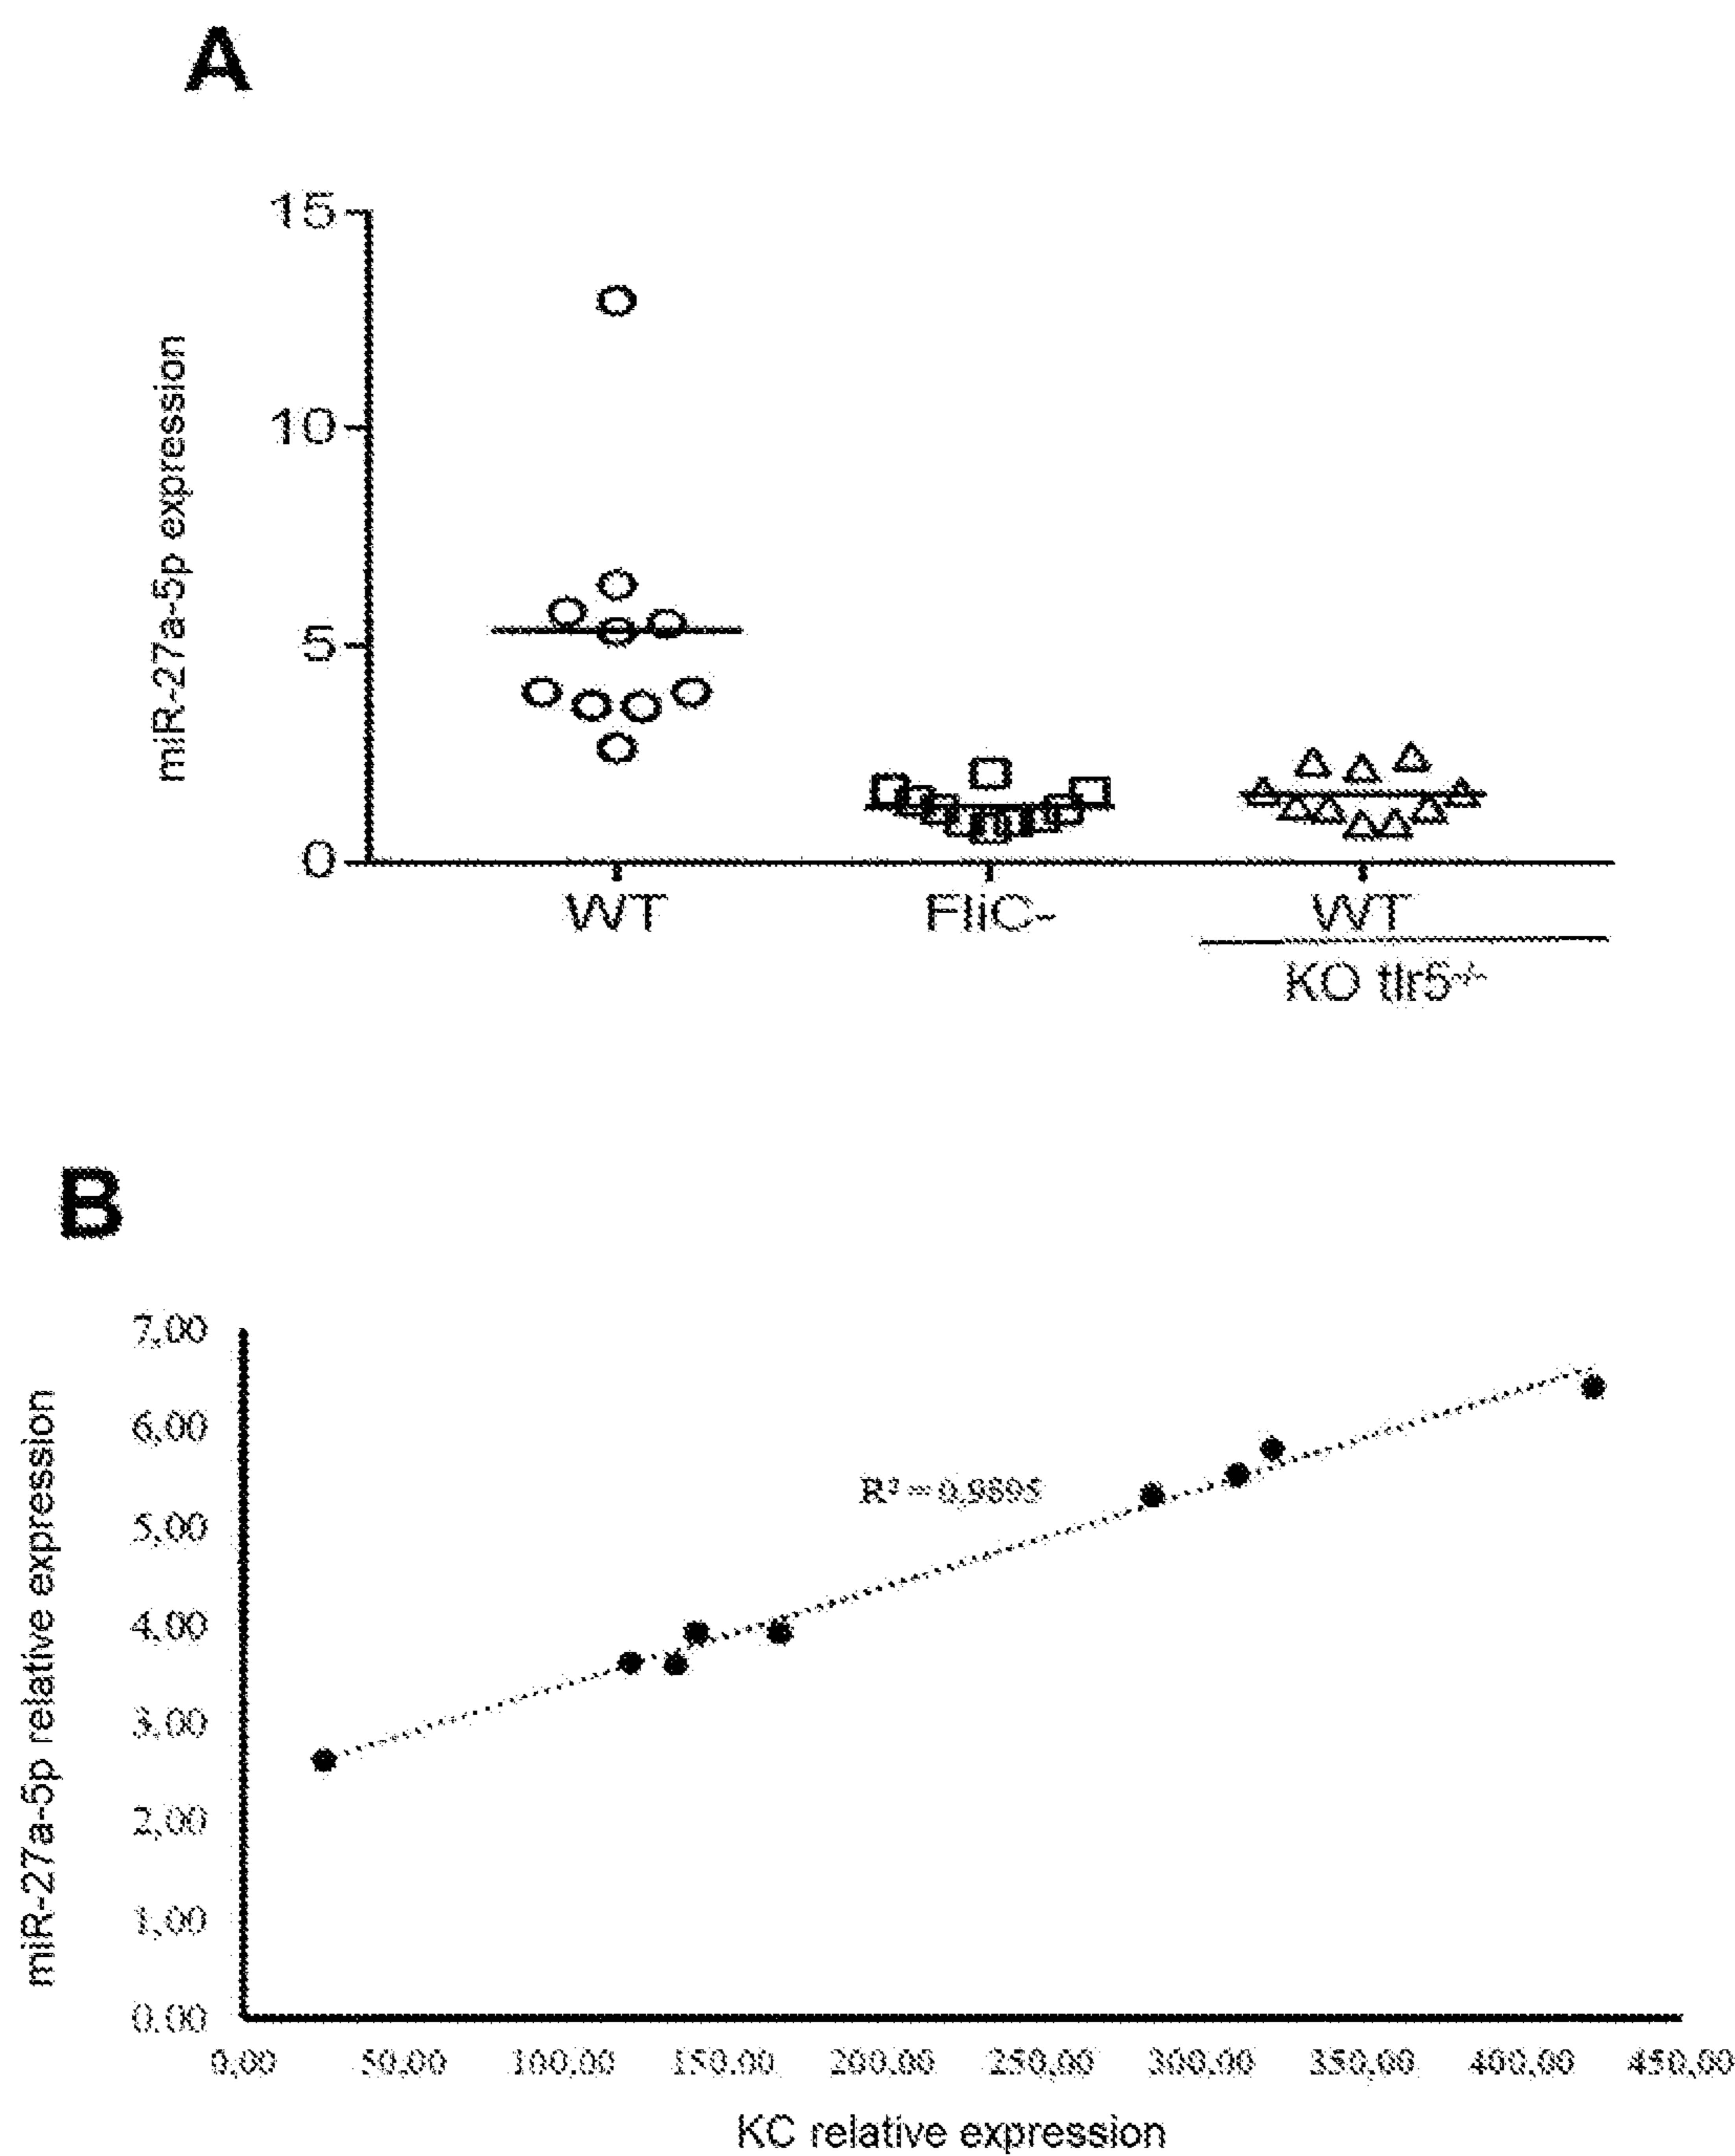 A
15
10
5
0
miR-27a-5p expression
WT
FliC-
WT
KO tlr5-/-
B
7,00
6,00
5,00
4,00
3,00
2,00
1,00
0,00
miR-27a-5p relative expression
R² = 0,9895
0,00 50,00 100,00 150,00 200,00 250,00 300,00 350,00 400,00 450,00
KC relative expression